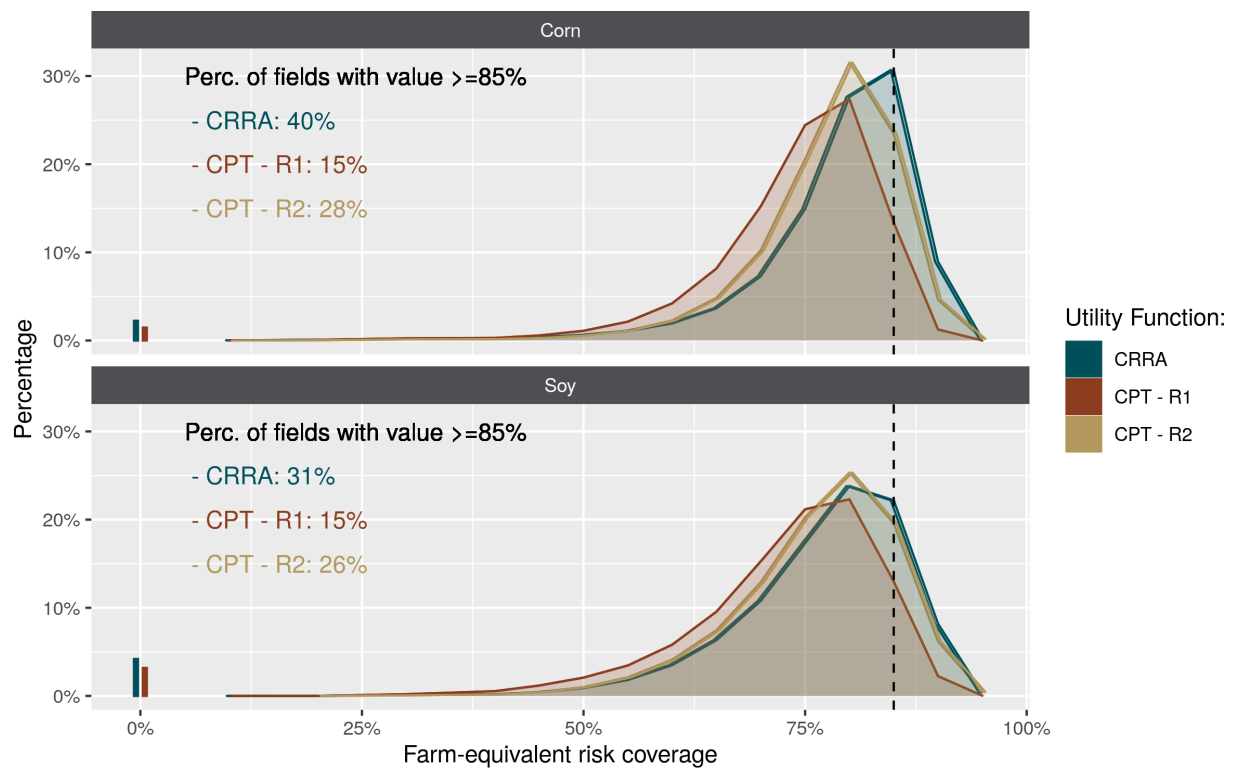 Corn
30%
20%
10%
0%
Perc. of fields with value >=85%
- CRRA: 40%
- CPT - R1: 15%
- CPT - R2: 28%
Percentage
Soy
30%
20%
10%
0%
Perc. of fields with value >=85%
- CRRA: 31%
- CPT - R1: 15%
- CPT - R2: 26%
0% 25% 50% 75% 100%
Farm-equivalent risk coverage
Utility Function:
CRRA
CPT - R1
CPT - R2